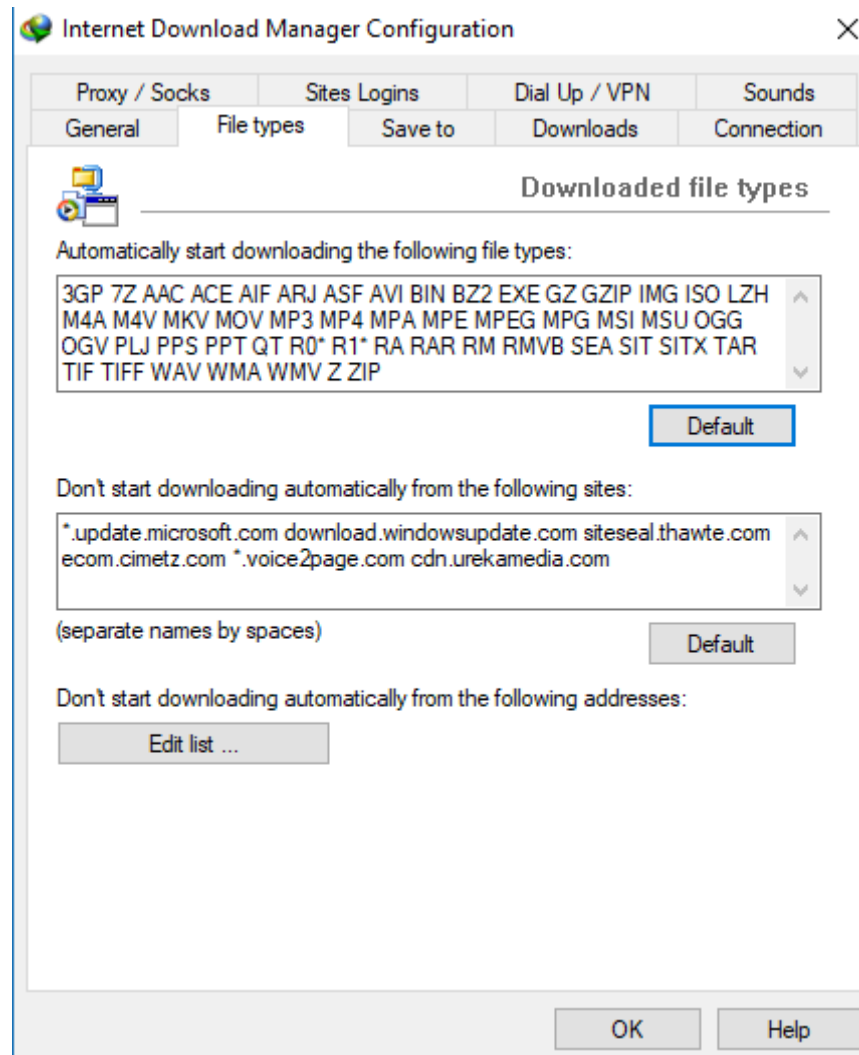 Internet Download Manager Configuration
Proxy / Socks Sites Logins Dial Up / VPN Sounds
General File types Save to Downloads Connection
Downloaded file types
Automatically start downloading the following file types:
3GP 7Z AAC ACE AIF ARJ ASF AVI BIN BZ2 EXE GZ GZIP IMG ISO LZH
M4A M4V MKV MOV MP3 MP4 MPA MPE MPEG MPG MSI MSU OGG
OGV PLJ PPS PPT QT R0* R1* RA RAR RM RMVB SEA SIT SITX TAR
TIF TIFF WAV WMA WMV Z ZIP
Default
Don't start downloading automatically from the following sites:
*.update.microsoft.com download.windowsupdate.com siteseal.thawte.com
ecom.cimetz.com *.voice2page.com cdn.urekamedia.com
(separate names by spaces)
Default
Don't start downloading automatically from the following addresses:
Edit list ...
OK Help